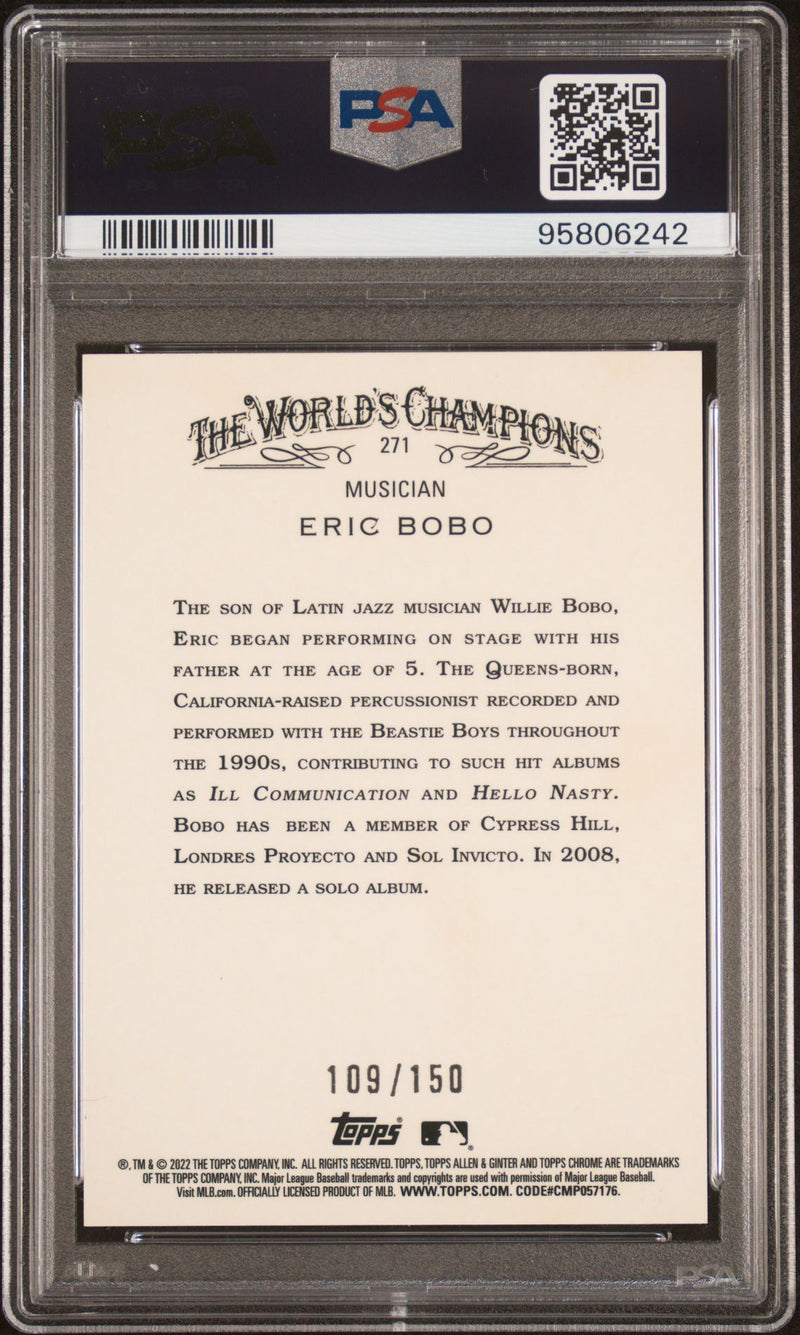 PSA
PSA
95806242
THE WORLD'S CHAMPIONS
271
MUSICIAN
ERIC BOBO
THE SON OF LATIN JAZZ MUSICIAN WILLIE BOBO,
ERIC BEGAN PERFORMING ON STAGE WITH HIS
FATHER AT THE AGE OF 5. THE QUEENS-BORN,
CALIFORNIA-RAISED PERCUSSIONIST RECORDED AND
PERFORMED WITH THE BEASTIE BOYS THROUGHOUT
THE 1990S, CONTRIBUTING TO SUCH HIT ALBUMS
AS ILL COMMUNICATION AND HELLO NASTY.
BOBO HAS BEEN A MEMBER OF CYPRESS HILL,
LONDRES PROYECTO AND SOL INVICTO. IN 2008,
HE RELEASED A SOLO ALBUM.
109/150
Topps®
®, TM & © 2022 THE TOPPS COMPANY, INC. ALL RIGHTS RESERVED. TOPPS, TOPPS ALLEN & GINTER AND TOPPS CHROME ARE TRADEMARKS
OF THE TOPPS COMPANY, INC. Major League Baseball trademarks and copyrights are used with permission of Major League Baseball.
Visit MLB.com. OFFICIALLY LICENSED PRODUCT OF MLB. WWW.TOPPS.COM. CODE#CMP057176.
PSA